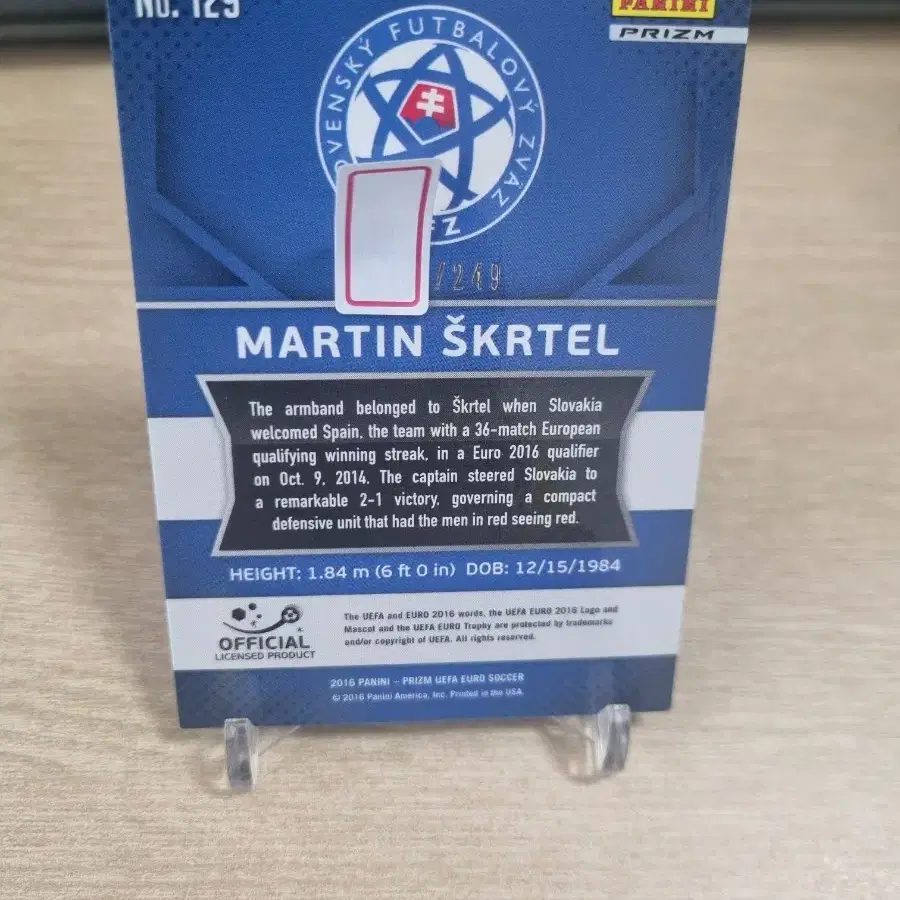 No. 129
PANINI
PRIZM
VENSKÝ FUTBALOVÝ ZVÄZ
FZ
/249
MARTIN ŠKRTEL
The armband belonged to Škrtel when Slovakia
welcomed Spain, the team with a 36-match European
qualifying winning streak, in a Euro 2016 qualifier
on Oct. 9, 2014. The captain steered Slovakia to
a remarkable 2-1 victory, governing a compact
defensive unit that had the men in red seeing red.
HEIGHT: 1.84 m (6 ft 0 in) DOB: 12/15/1984
OFFICIAL
LICENSED PRODUCT
The UEFA and EURO 2016 words, the UEFA EURO 2016 Logo and
Mascot and the UEFA EURO Trophy are protected by trademarks
and/or copyright of UEFA. All rights reserved.
2016 PANINI – PRIZM UEFA EURO SOCCER
© 2016 Panini America, Inc. Printed in the USA.